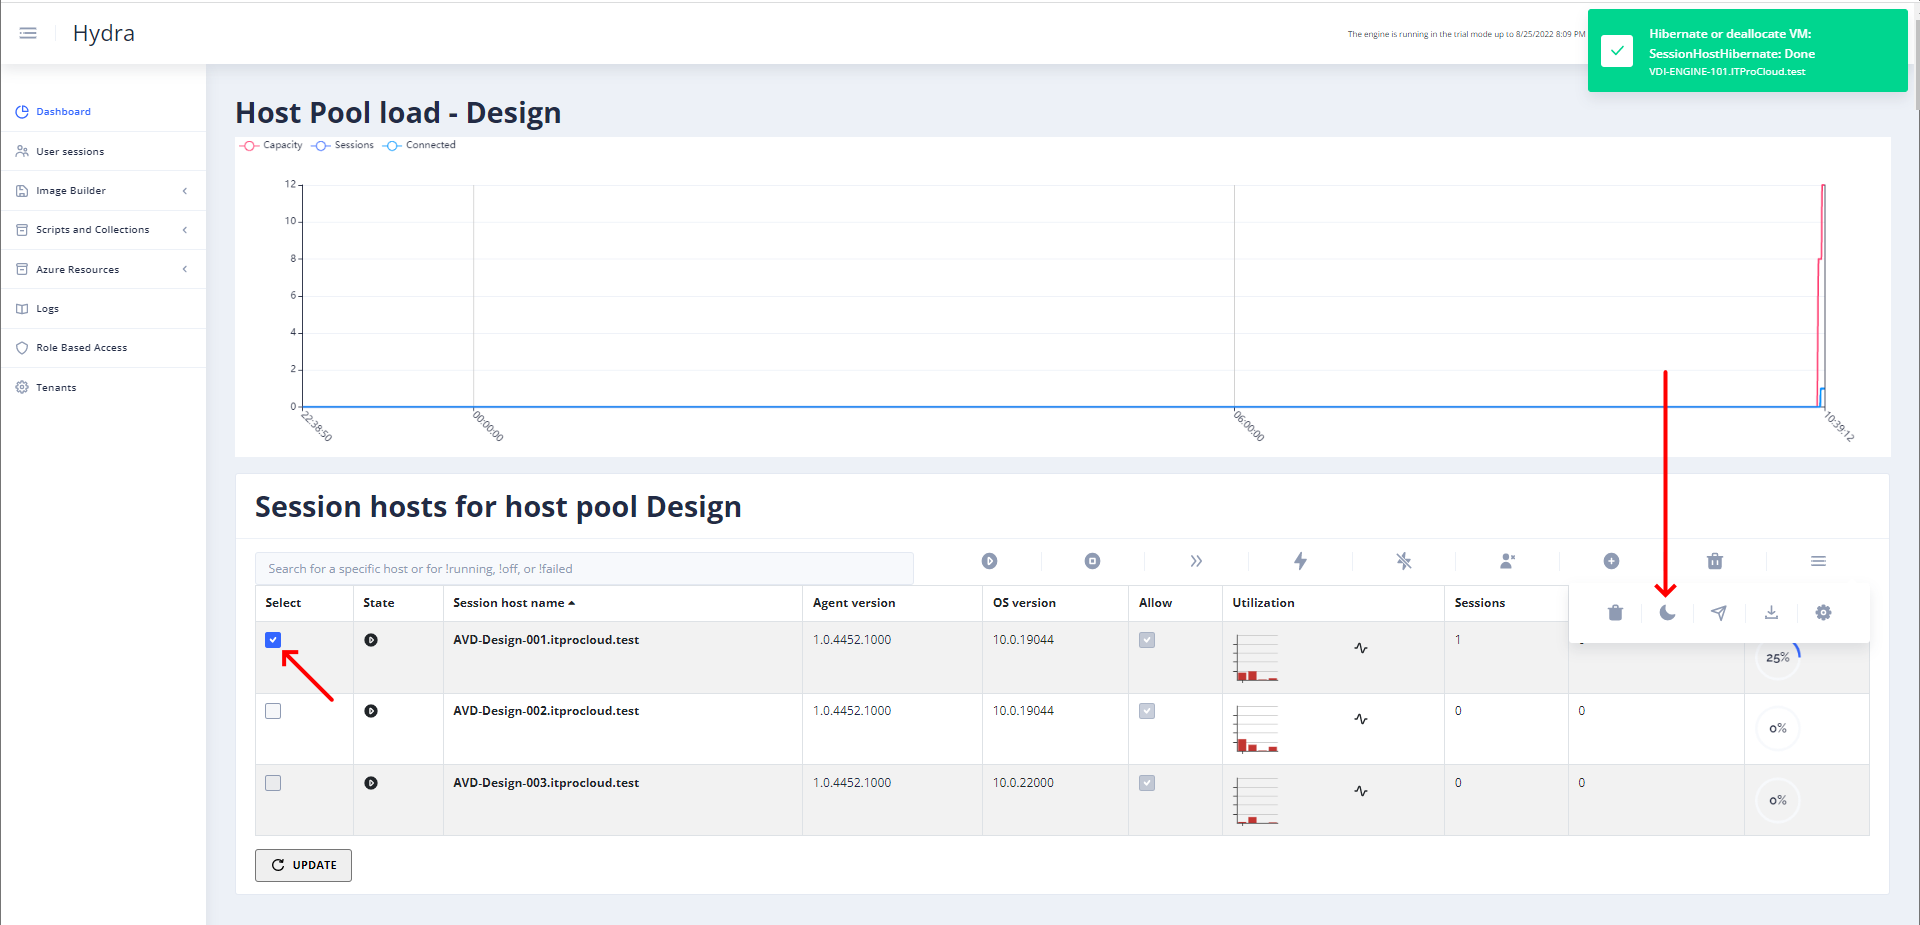 Hydra
The engine is running in the trial mode up to 8/25/2022 8:09 PM
Hibernate or deallocate VM:
SessionHostHibernate: Done
VDI-ENGINE-101.ITProCloud.test
Dashboard
User sessions
Image Builder
Scripts and Collections
Azure Resources
Logs
Role Based Access
Tenants
Host Pool load - Design
Capacity Sessions Connected
12
10
8
6
4
2
0
22:38:50 00:00:00 06:00:00 10:39:12
Session hosts for host pool Design
Search for a specific host or for !running, !off, or !failed
Select State Session host name Agent version OS version Allow Utilization Sessions
AVD-Design-001.itprocloud.test 1.0.4452.1000 10.0.19044 1 25%
AVD-Design-002.itprocloud.test 1.0.4452.1000 10.0.19044 0 0 0%
AVD-Design-003.itprocloud.test 1.0.4452.1000 10.0.22000 0 0 0%
UPDATE